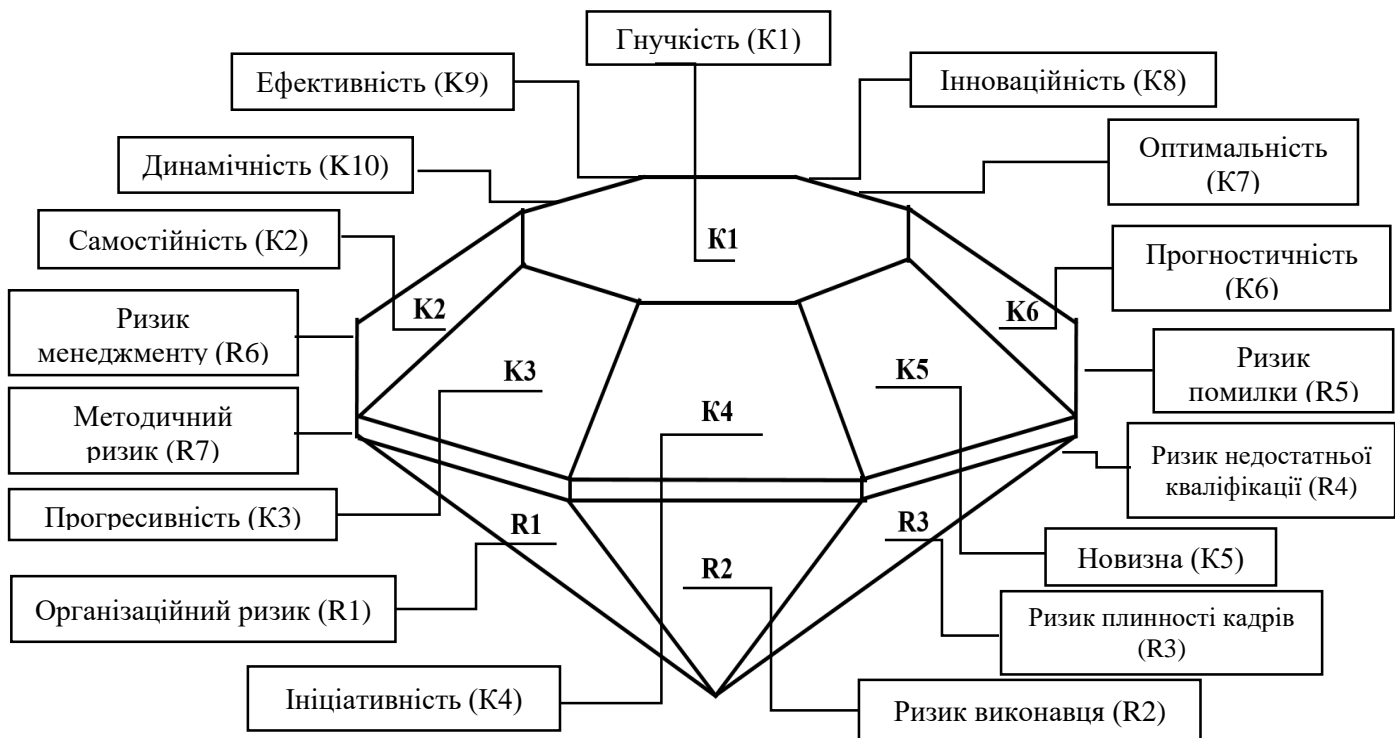 Гнучкість (К1)
Ефективність (К9)
Інноваційність (К8)
Динамічність (К10)
Оптимальність
(К7)
Самостійність (К2)
К1
Прогностичність
(К6)
Ризик
менеджменту (R6)
К2
К6
Ризик
помилки (R5)
К3
К5
Методичний
ризик (R7)
К4
Ризик недостатньої
кваліфікації (R4)
Прогресивність (К3)
R1
R3
Новизна (К5)
R2
Організаційний ризик (R1)
Ризик плинності кадрів
(R3)
Ініціативність (К4)
Ризик виконавця (R2)